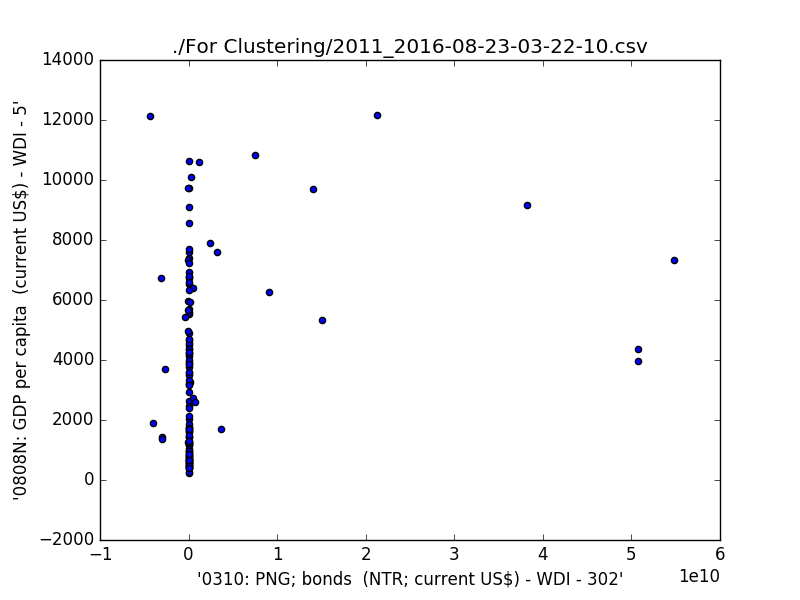 ./For Clustering/2011_2016-08-23-03-22-10.csv
14000
12000
10000
8000
6000
4000
2000
0
−2000
'0808N: GDP per capita  (current US$) - WDI - 5'
−1 0 1 2 3 4 5 6
1e10
'0310: PNG; bonds  (NTR; current US$) - WDI - 302'